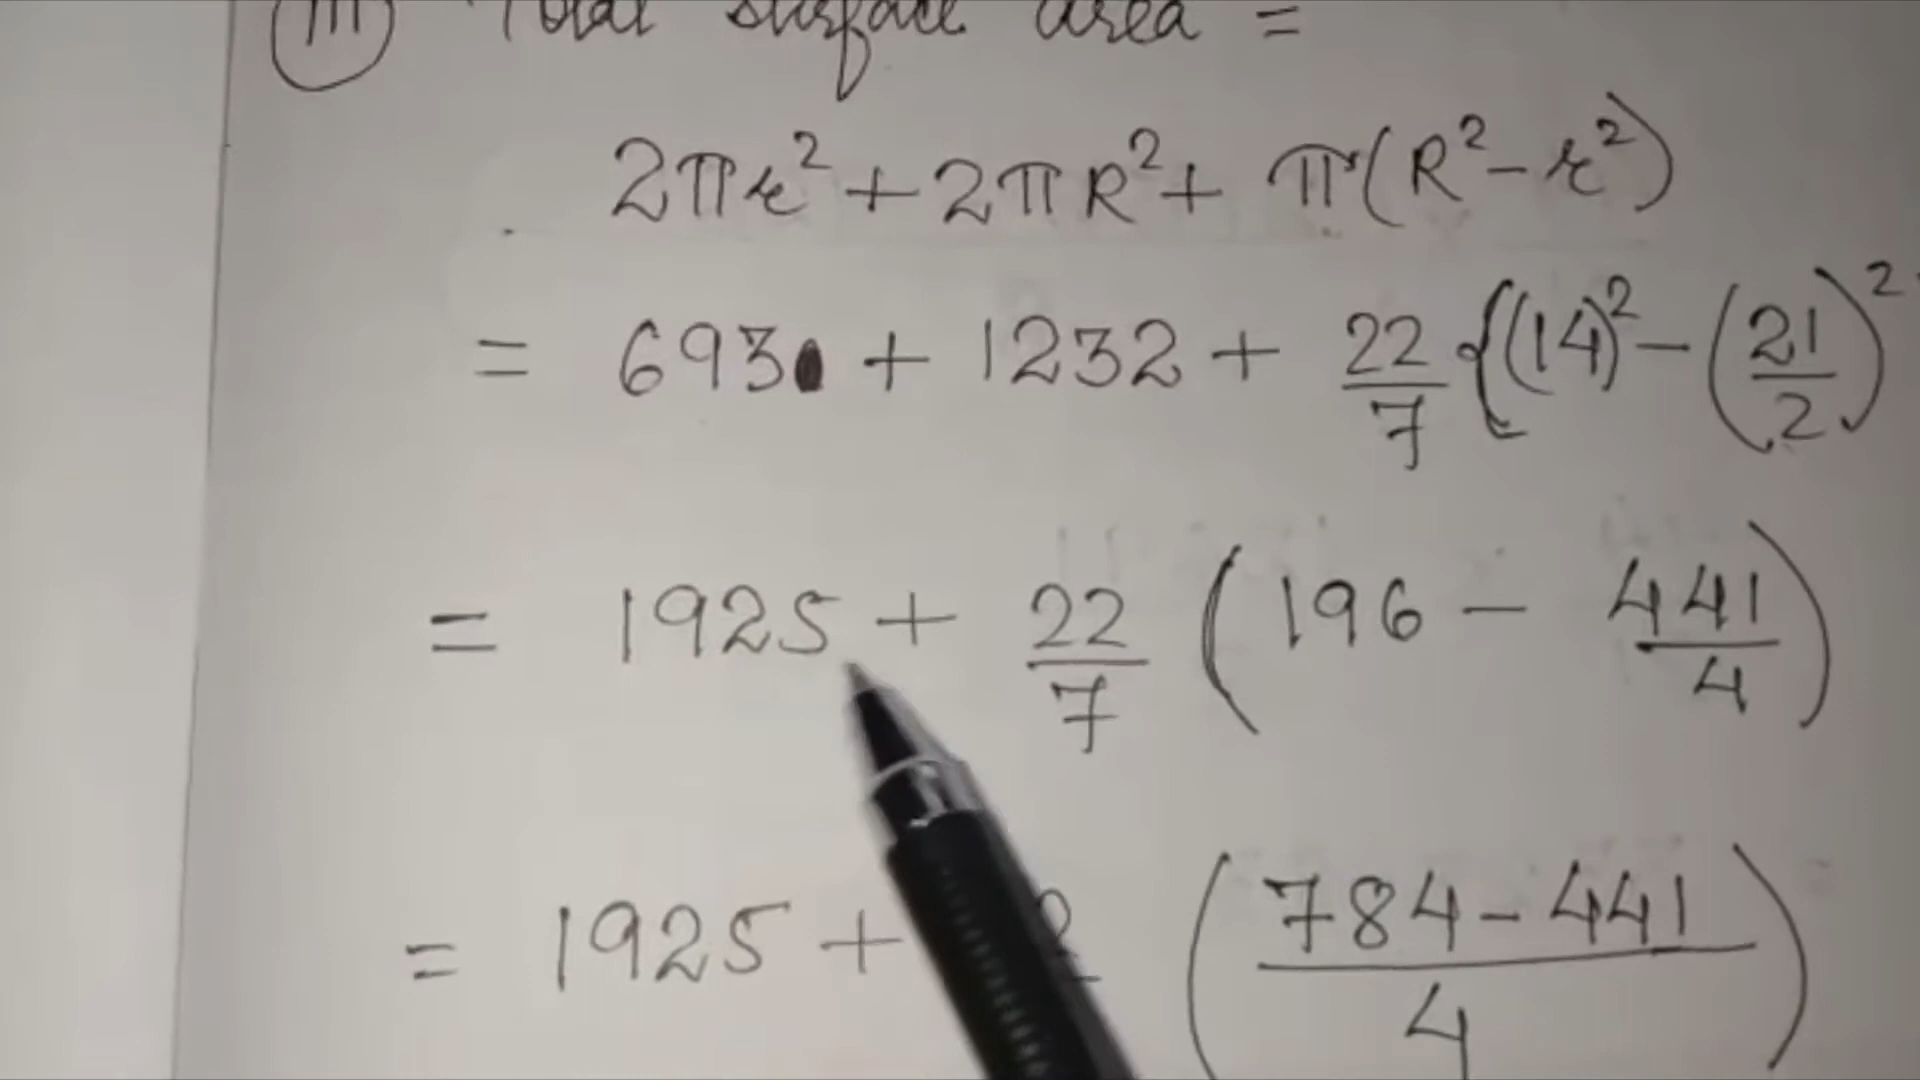 (III) Total surface area =
2πr² + 2πR² + π(R² - r²)
= 693 + 1232 + 22/7 {(14)² - (21/2)²
= 1925 + 22/7 (196 - 441/4)
= 1925 + 2 ((784 - 441)/4)